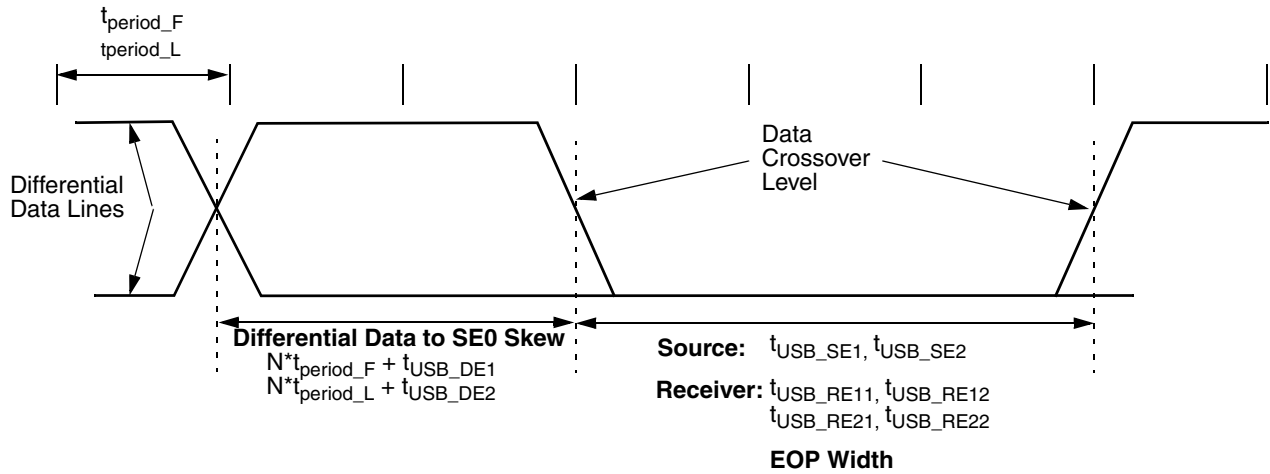 tperiod_F
tperiod_L
Differential
Data Lines
Data
Crossover
Level
Differential Data to SE0 Skew
N*tperiod_F + tUSB_DE1
N*tperiod_L + tUSB_DE2
Source: tUSB_SE1, tUSB_SE2
Receiver: tUSB_RE11, tUSB_RE12
tUSB_RE21, tUSB_RE22
EOP Width